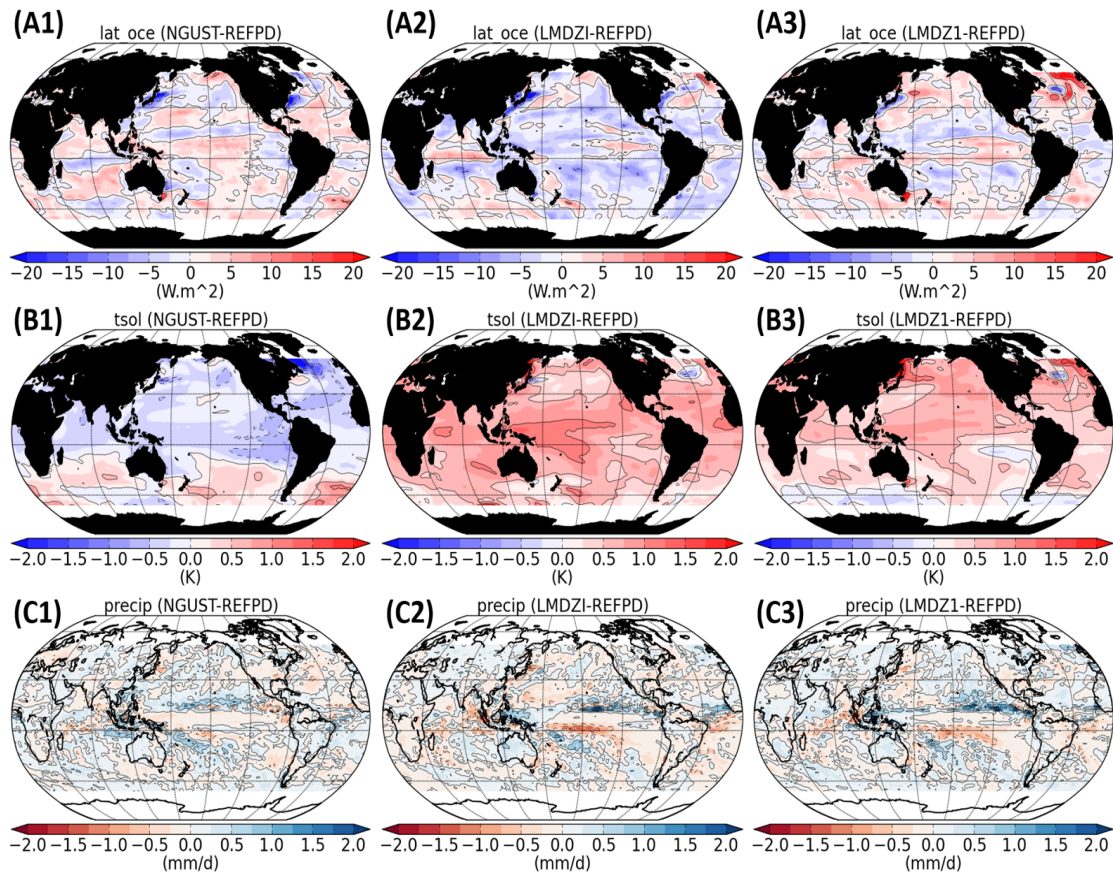 (A1) (A2) (A3)
lat_oce (NGUST-REFPD) lat_oce (LMDZI-REFPD) lat_oce (LMDZ1-REFPD)
−20 −15 −10 −5 0 5 10 15 20 −20 −15 −10 −5 0 5 10 15 20 −20 −15 −10 −5 0 5 10 15 20
(W.m^2) (W.m^2) (W.m^2)
(B1) (B2) (B3)
tsol (NGUST-REFPD) tsol (LMDZI-REFPD) tsol (LMDZ1-REFPD)
−2.0 −1.5 −1.0 −0.5 0.0 0.5 1.0 1.5 2.0 −2.0 −1.5 −1.0 −0.5 0.0 0.5 1.0 1.5 2.0 −2.0 −1.5 −1.0 −0.5 0.0 0.5 1.0 1.5 2.0
(K) (K) (K)
(C1) (C2) (C3)
precip (NGUST-REFPD) precip (LMDZI-REFPD) precip (LMDZ1-REFPD)
−2.0 −1.5 −1.0 −0.5 0.0 0.5 1.0 1.5 2.0 −2.0 −1.5 −1.0 −0.5 0.0 0.5 1.0 1.5 2.0 −2.0 −1.5 −1.0 −0.5 0.0 0.5 1.0 1.5 2.0
(mm/d) (mm/d) (mm/d)